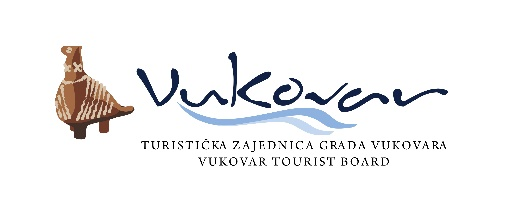 Vukovar
TURISTIČKA ZAJEDNICA GRADA VUKOVARA
VUKOVAR TOURIST BOARD